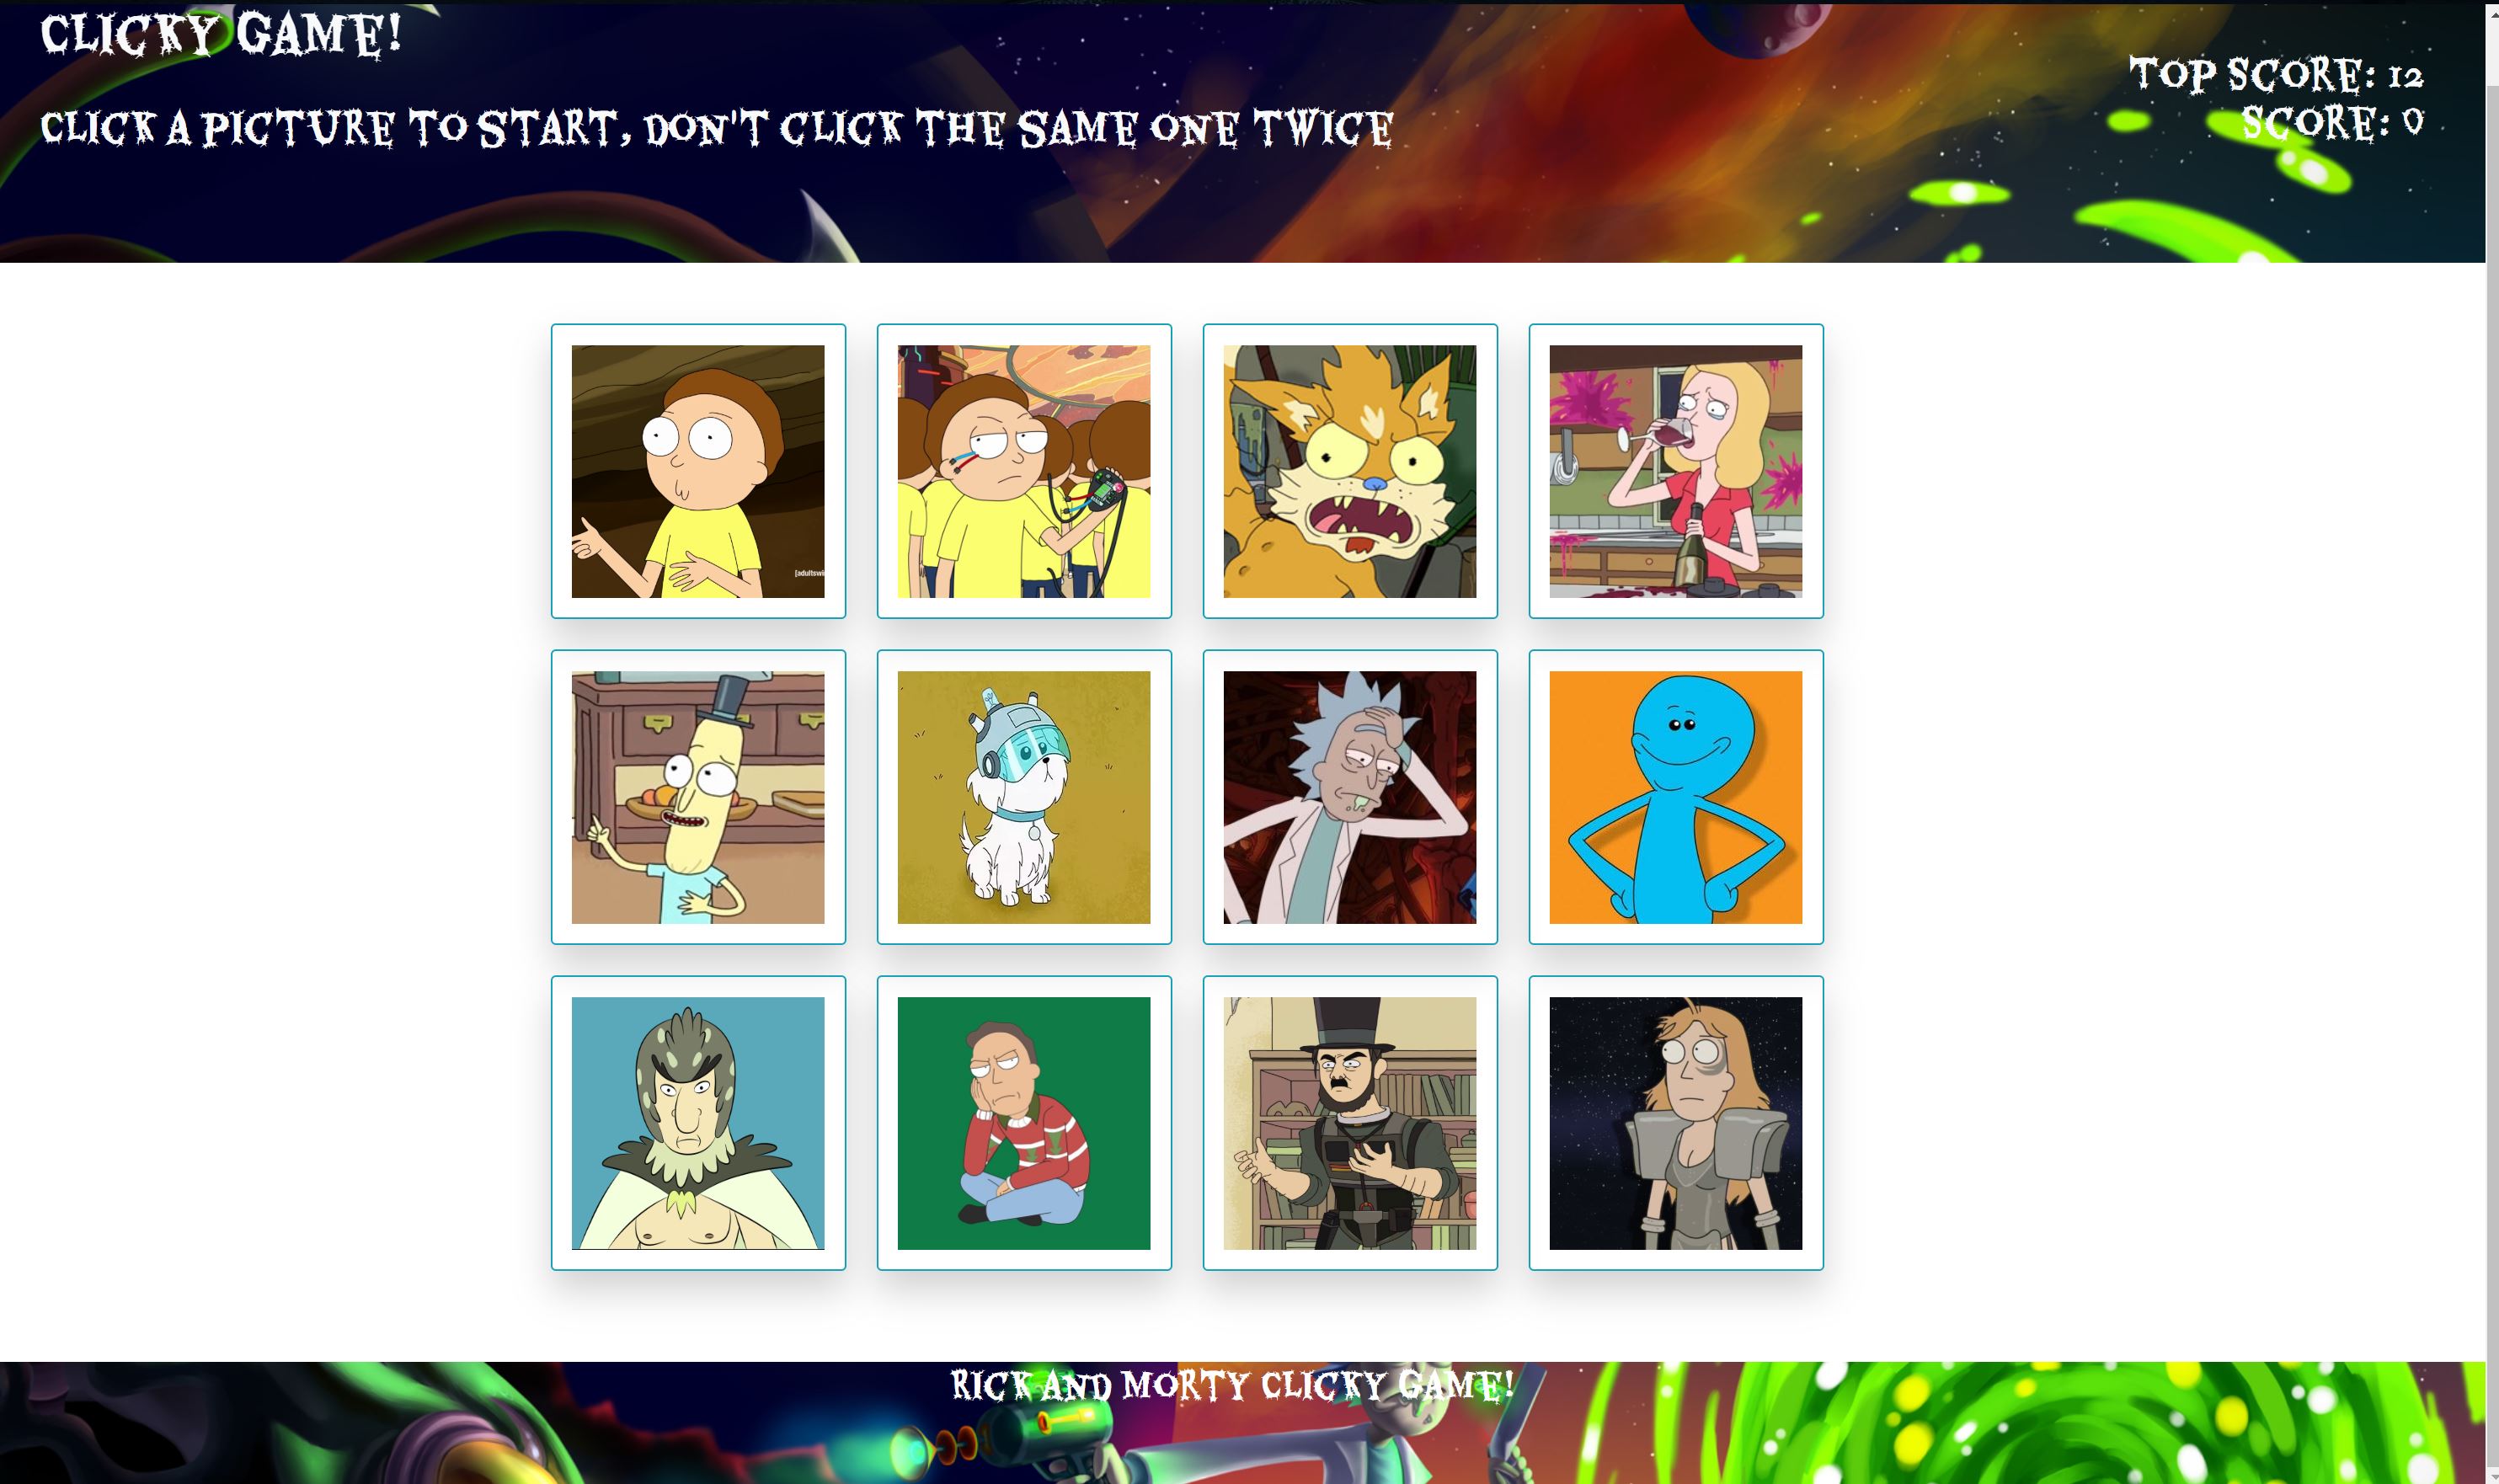 CLICKY GAME!
TOP SCORE: 12
SCORE: 0
CLICK A PICTURE TO START, DON'T CLICK THE SAME ONE TWICE
RICK AND MORTY CLICKY GAME!